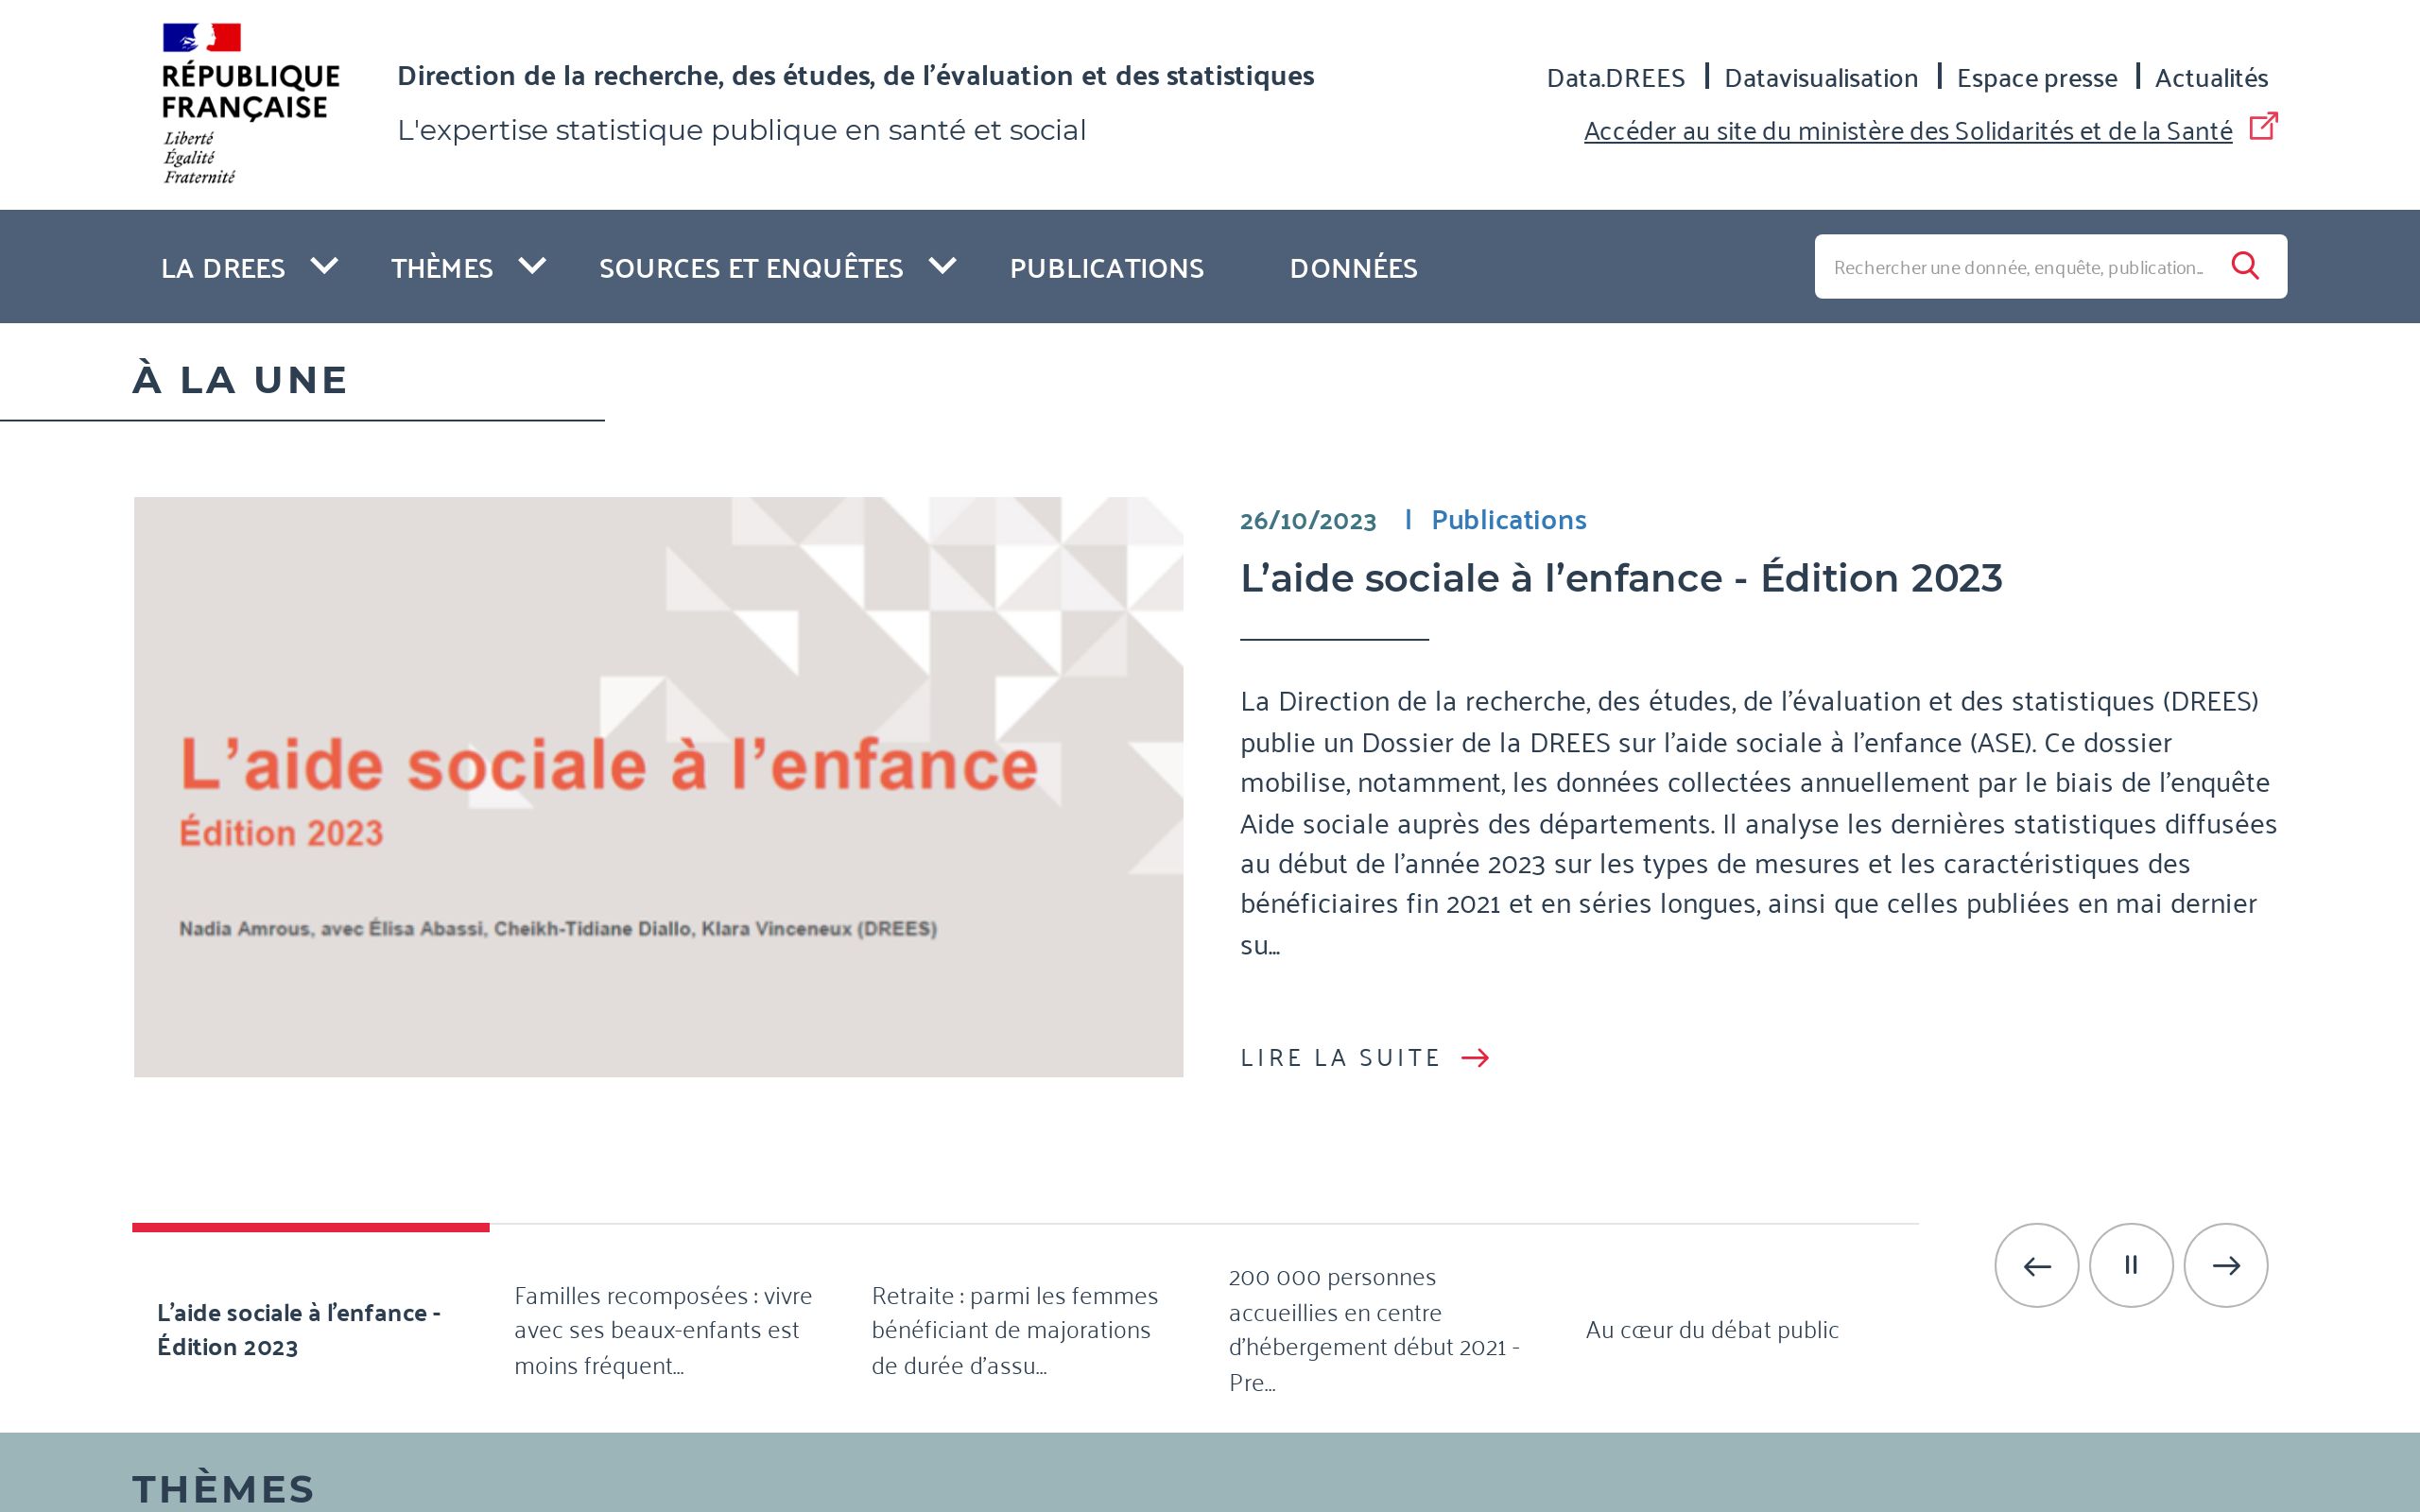 RÉPUBLIQUE
FRANÇAISE
Liberté
Égalité
Fraternité
Direction de la recherche, des études, de l’évaluation et des statistiques
L'expertise statistique publique en santé et social
Data.DREES | Datavisualisation | Espace presse | Actualités
Accéder au site du ministère des Solidarités et de la Santé
LA DREES THÈMES SOURCES ET ENQUÊTES PUBLICATIONS DONNÉES
Rechercher une donnée, enquête, publication...
À LA UNE
L’aide sociale à l’enfance
Édition 2023
Nadia Amrous, avec Élisa Abassi, Cheikh-Tidiane Diallo, Klara Vinceneux (DREES)
26/10/2023 | Publications
L’aide sociale à l’enfance - Édition 2023
La Direction de la recherche, des études, de l’évaluation et des statistiques (DREES)
publie un Dossier de la DREES sur l’aide sociale à l’enfance (ASE). Ce dossier
mobilise, notamment, les données collectées annuellement par le biais de l’enquête
Aide sociale auprès des départements. Il analyse les dernières statistiques diffusées
au début de l’année 2023 sur les types de mesures et les caractéristiques des
bénéficiaires fin 2021 et en séries longues, ainsi que celles publiées en mai dernier
su...
LIRE LA SUITE
L’aide sociale à l’enfance -
Édition 2023
Familles recomposées : vivre
avec ses beaux-enfants est
moins fréquent...
Retraite : parmi les femmes
bénéficiant de majorations
de durée d’assu...
200 000 personnes
accueillies en centre
d’hébergement début 2021 -
Pre...
Au cœur du débat public
THÈMES